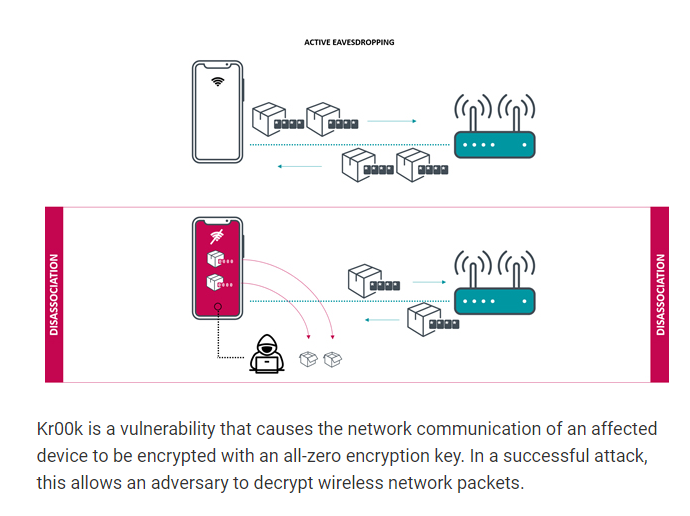 ACTIVE EAVESDROPPING
DISASSOCIATION
DISASSOCIATION
Kr00k is a vulnerability that causes the network communication of an affected
device to be encrypted with an all-zero encryption key. In a successful attack,
this allows an adversary to decrypt wireless network packets.